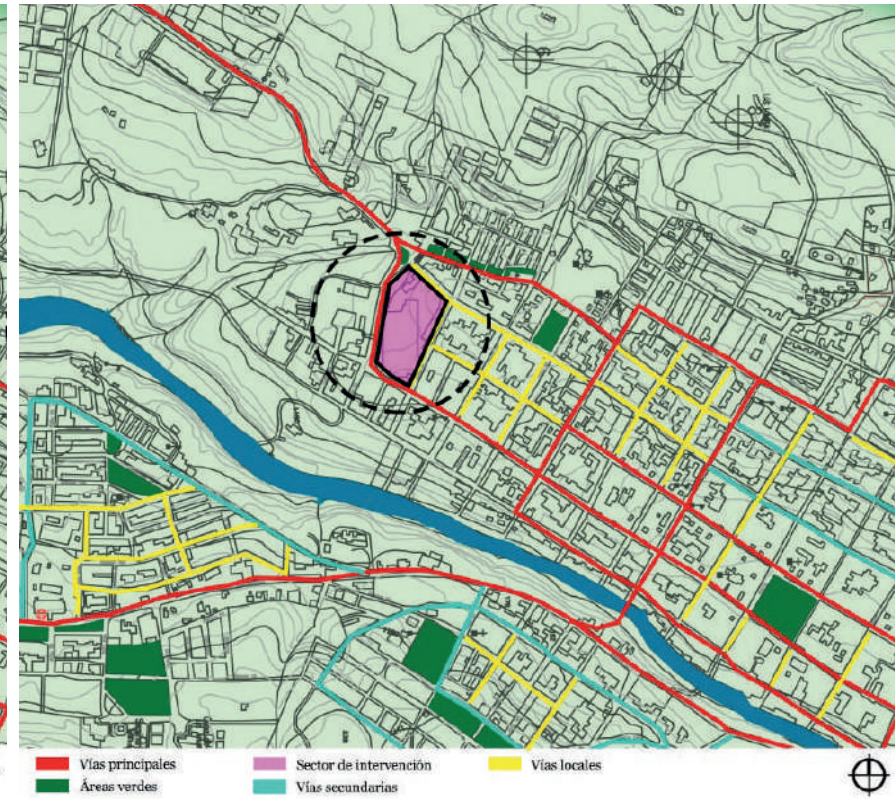 Vías principales
Sector de intervención
Vías locales
Áreas verdes
Vías secundarias